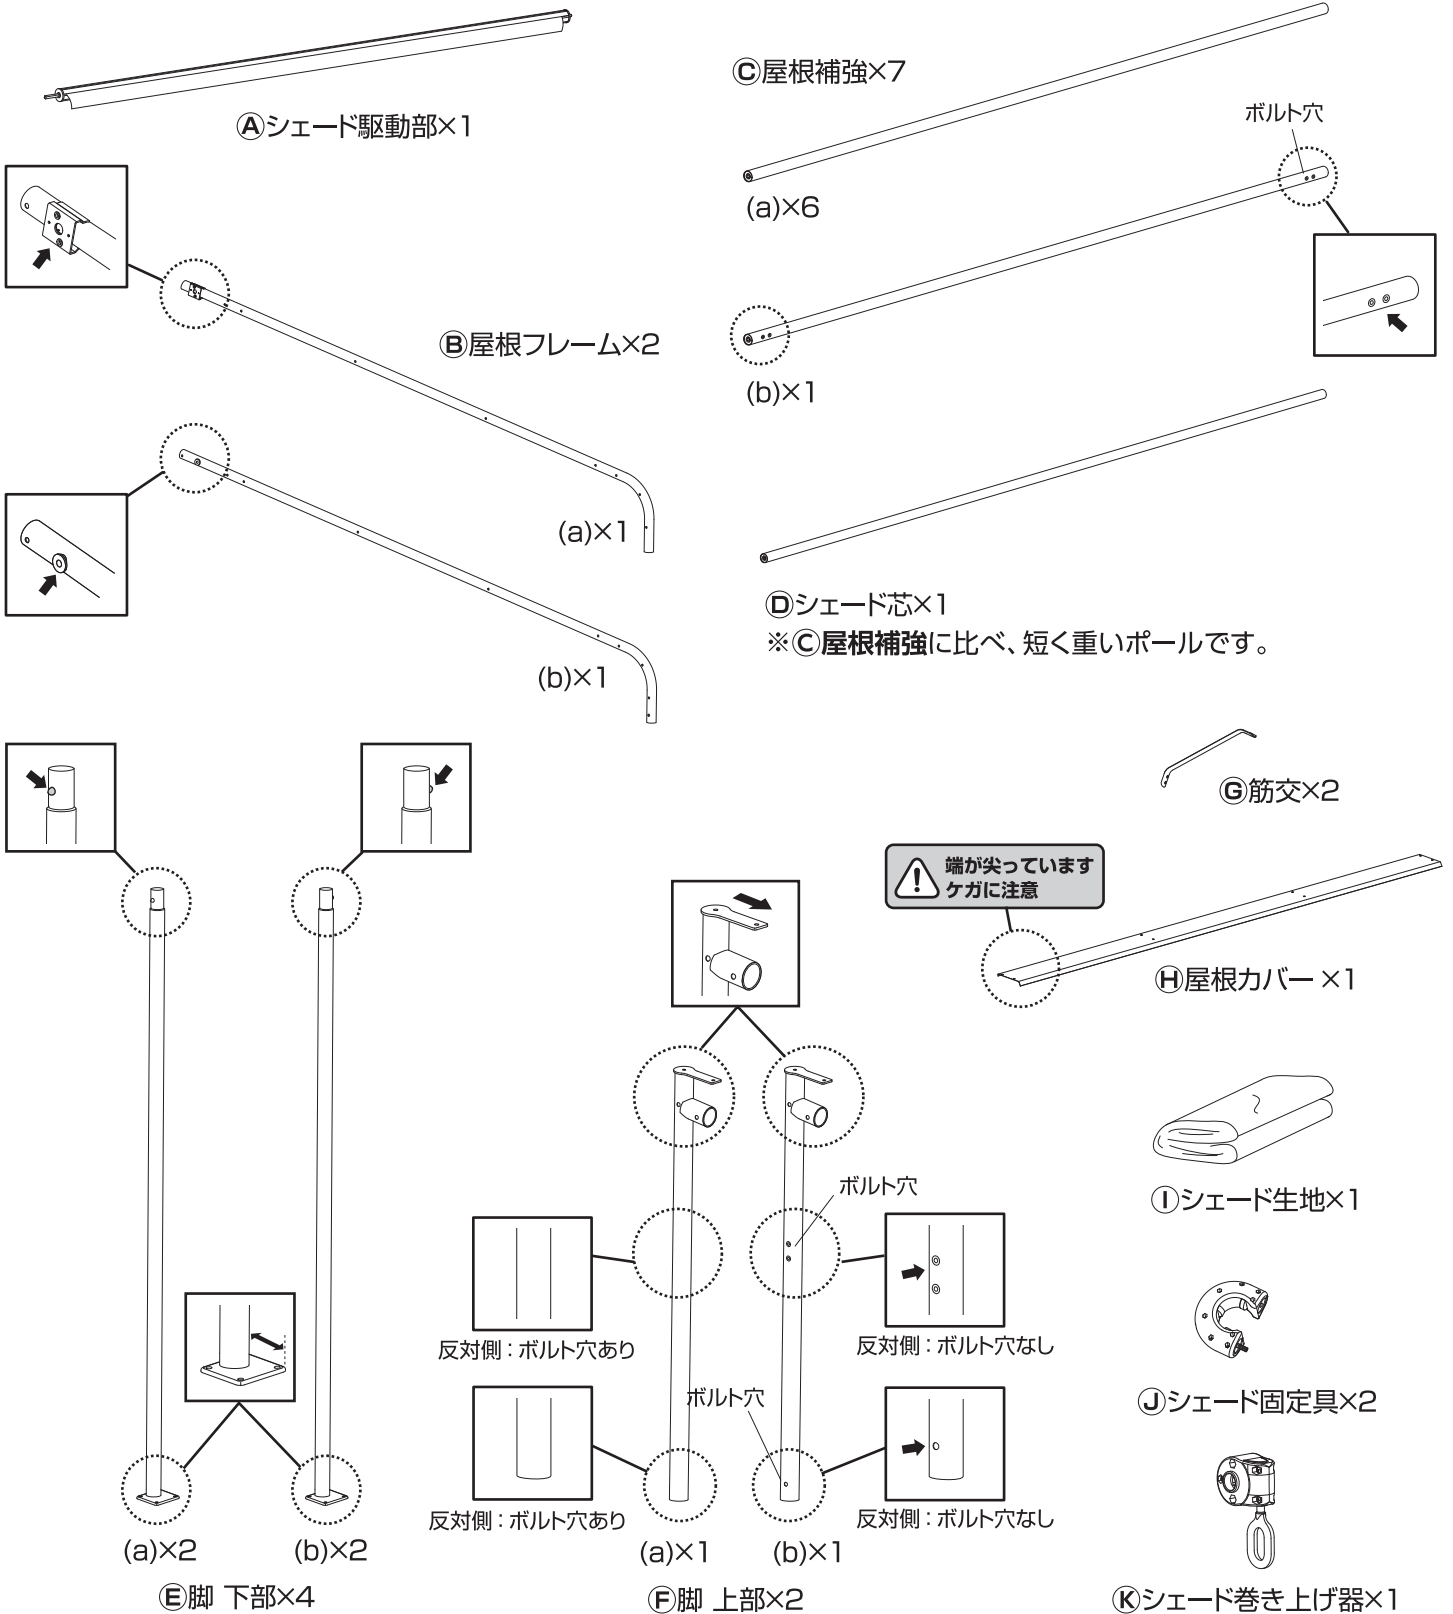 Ⓐシェード駆動部×1
Ⓒ屋根補強×7
(a)×6
ボルト穴
(b)×1
Ⓑ屋根フレーム×2
(a)×1
(b)×1
Ⓓシェード芯×1
※Ⓒ屋根補強に比べ、短く重いポールです。
Ⓖ筋交×2
端が尖っています
ケガに注意
Ⓗ屋根カバー ×1
Ⓘシェード生地×1
Ⓙシェード固定具×2
Ⓚシェード巻き上げ器×1
(a)×2
(b)×2
Ⓔ脚 下部×4
ボルト穴
反対側：ボルト穴あり
反対側：ボルト穴なし
ボルト穴
反対側：ボルト穴あり
反対側：ボルト穴なし
(a)×1
(b)×1
Ⓕ脚 上部×2